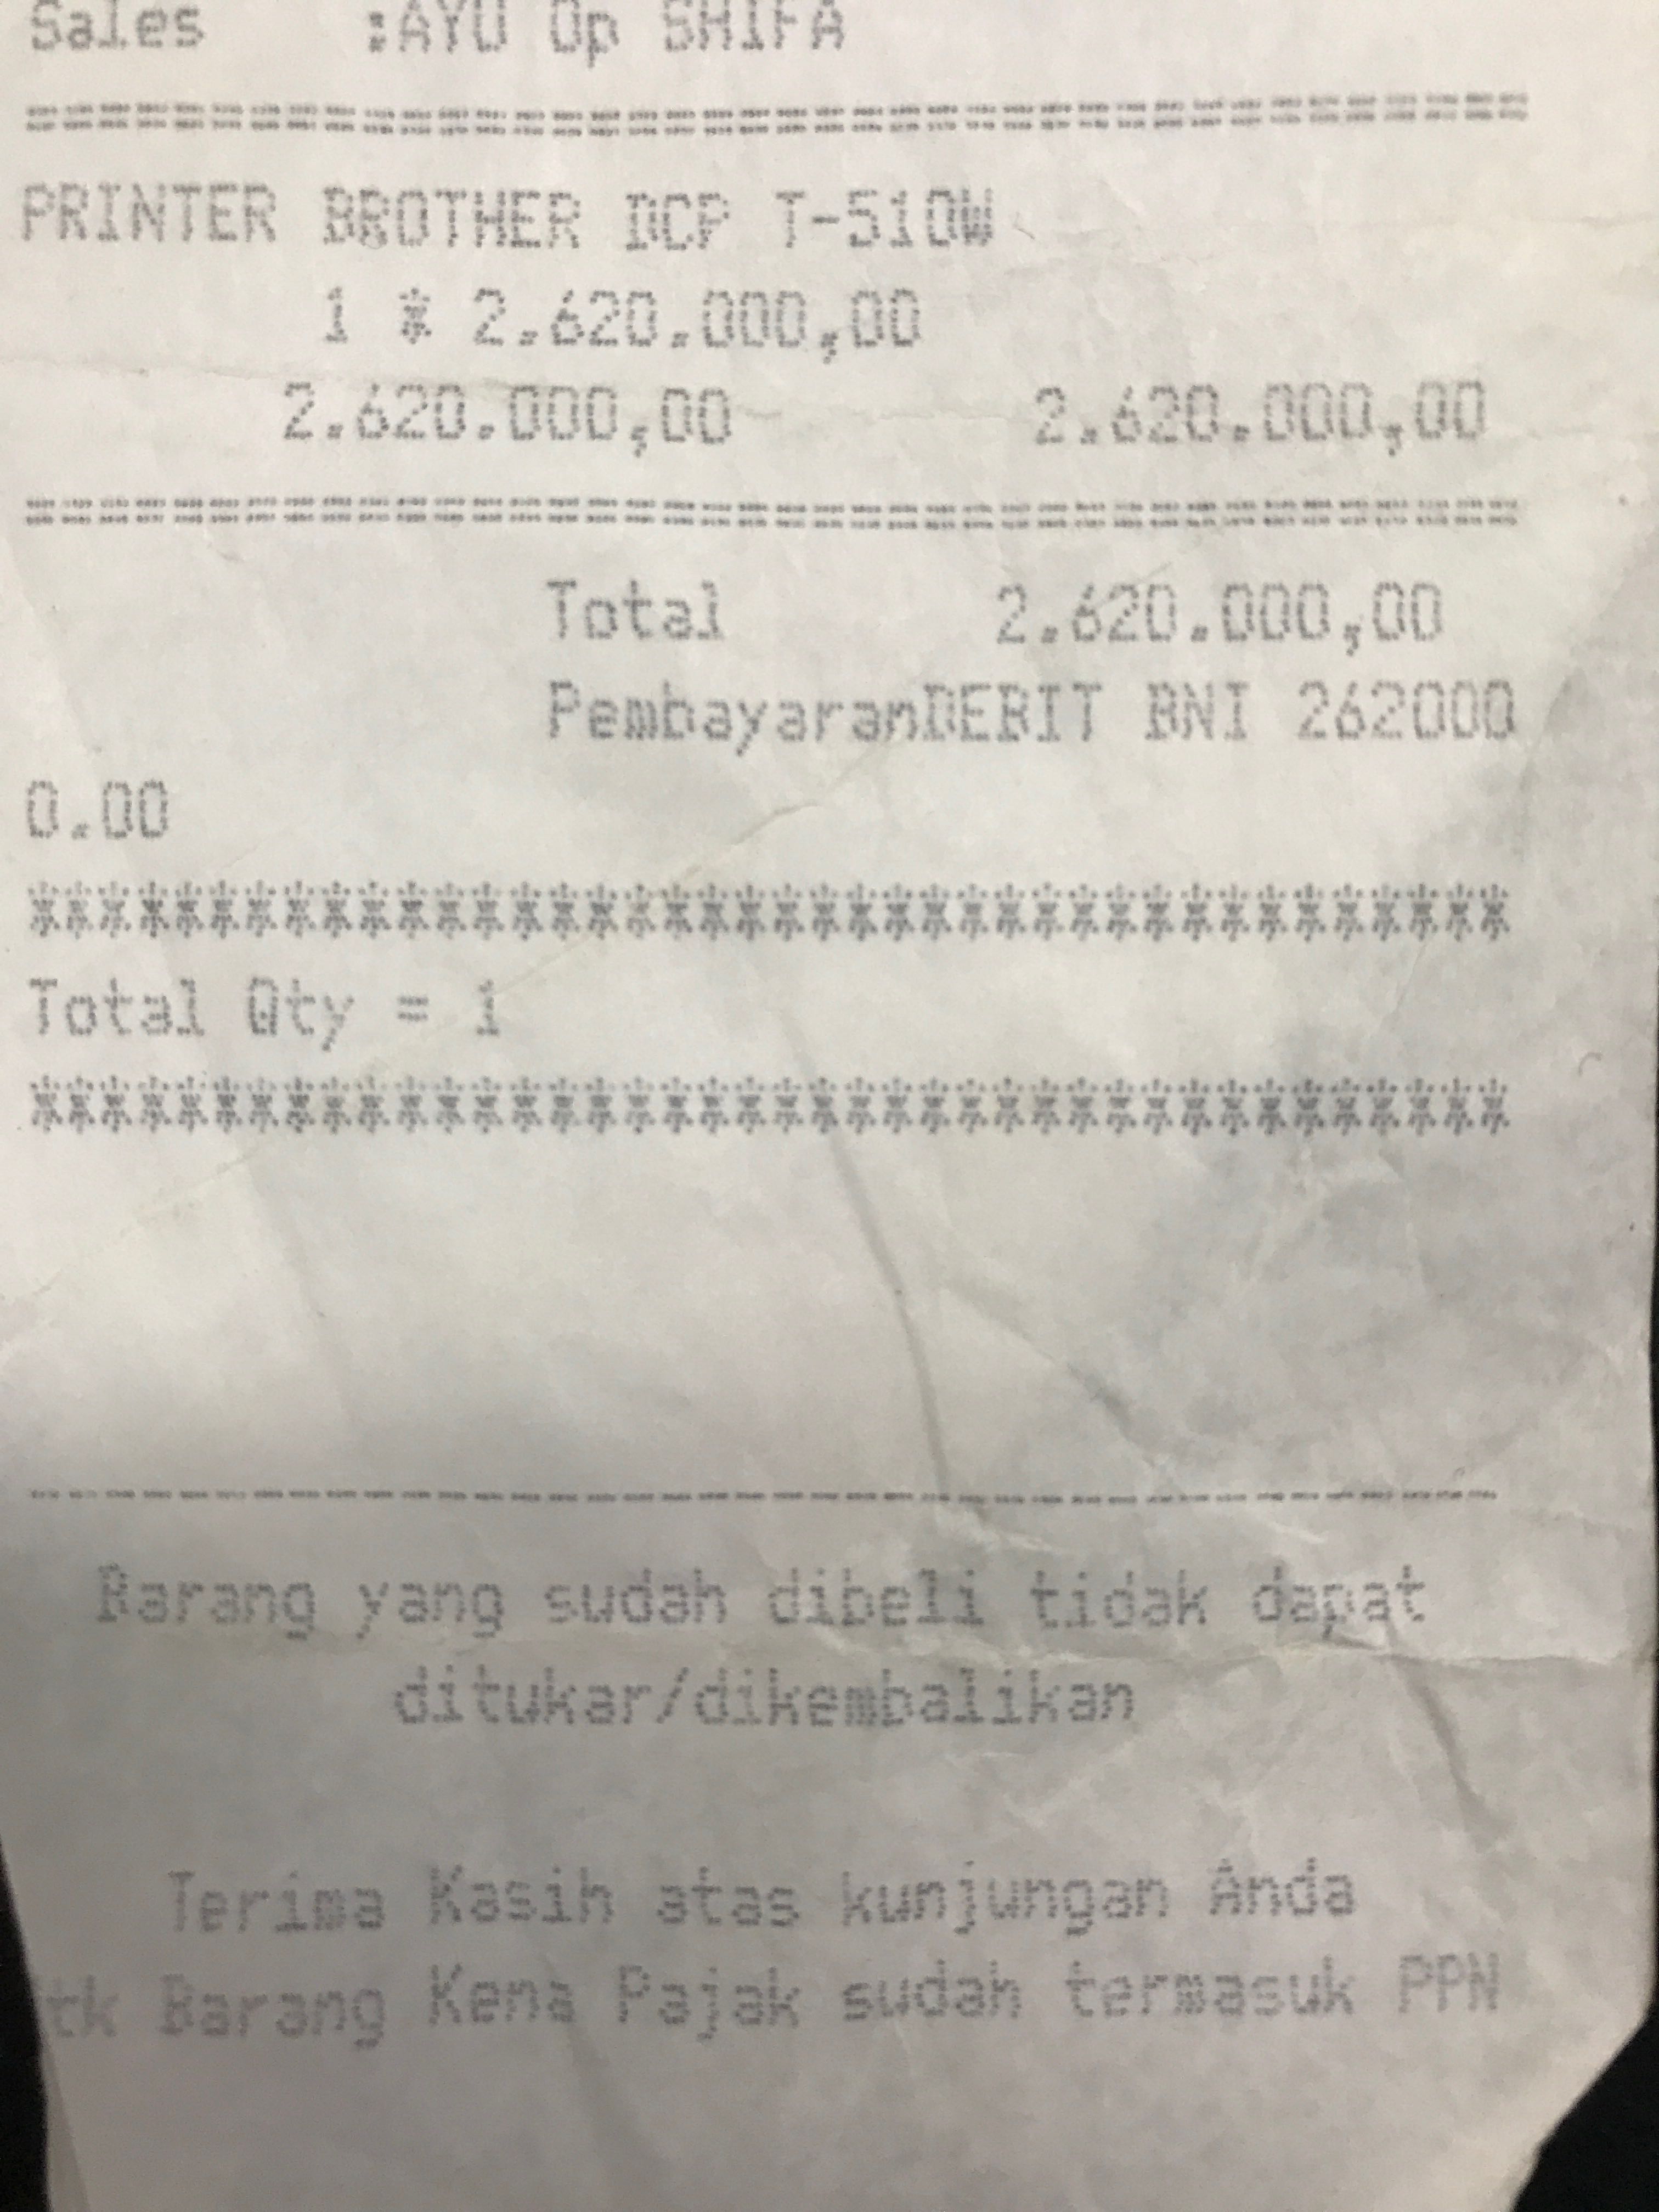 Sales :AYU Op SHIFA
================================
PRINTER BROTHER DCP T-510W
1 * 2.620.000,00
2.620.000,00 2.620.000,00
================================
Total 2.620.000,00
PembayaranDEBIT BNI 262000
0.00
****************************************
Total Qty = 1
****************************************
----------------------------------------
Barang yang sudah dibeli tidak dapat
ditukar/dikembalikan
Terima Kasih atas kunjungan Anda
tk Barang Kena Pajak sudah termasuk PPN